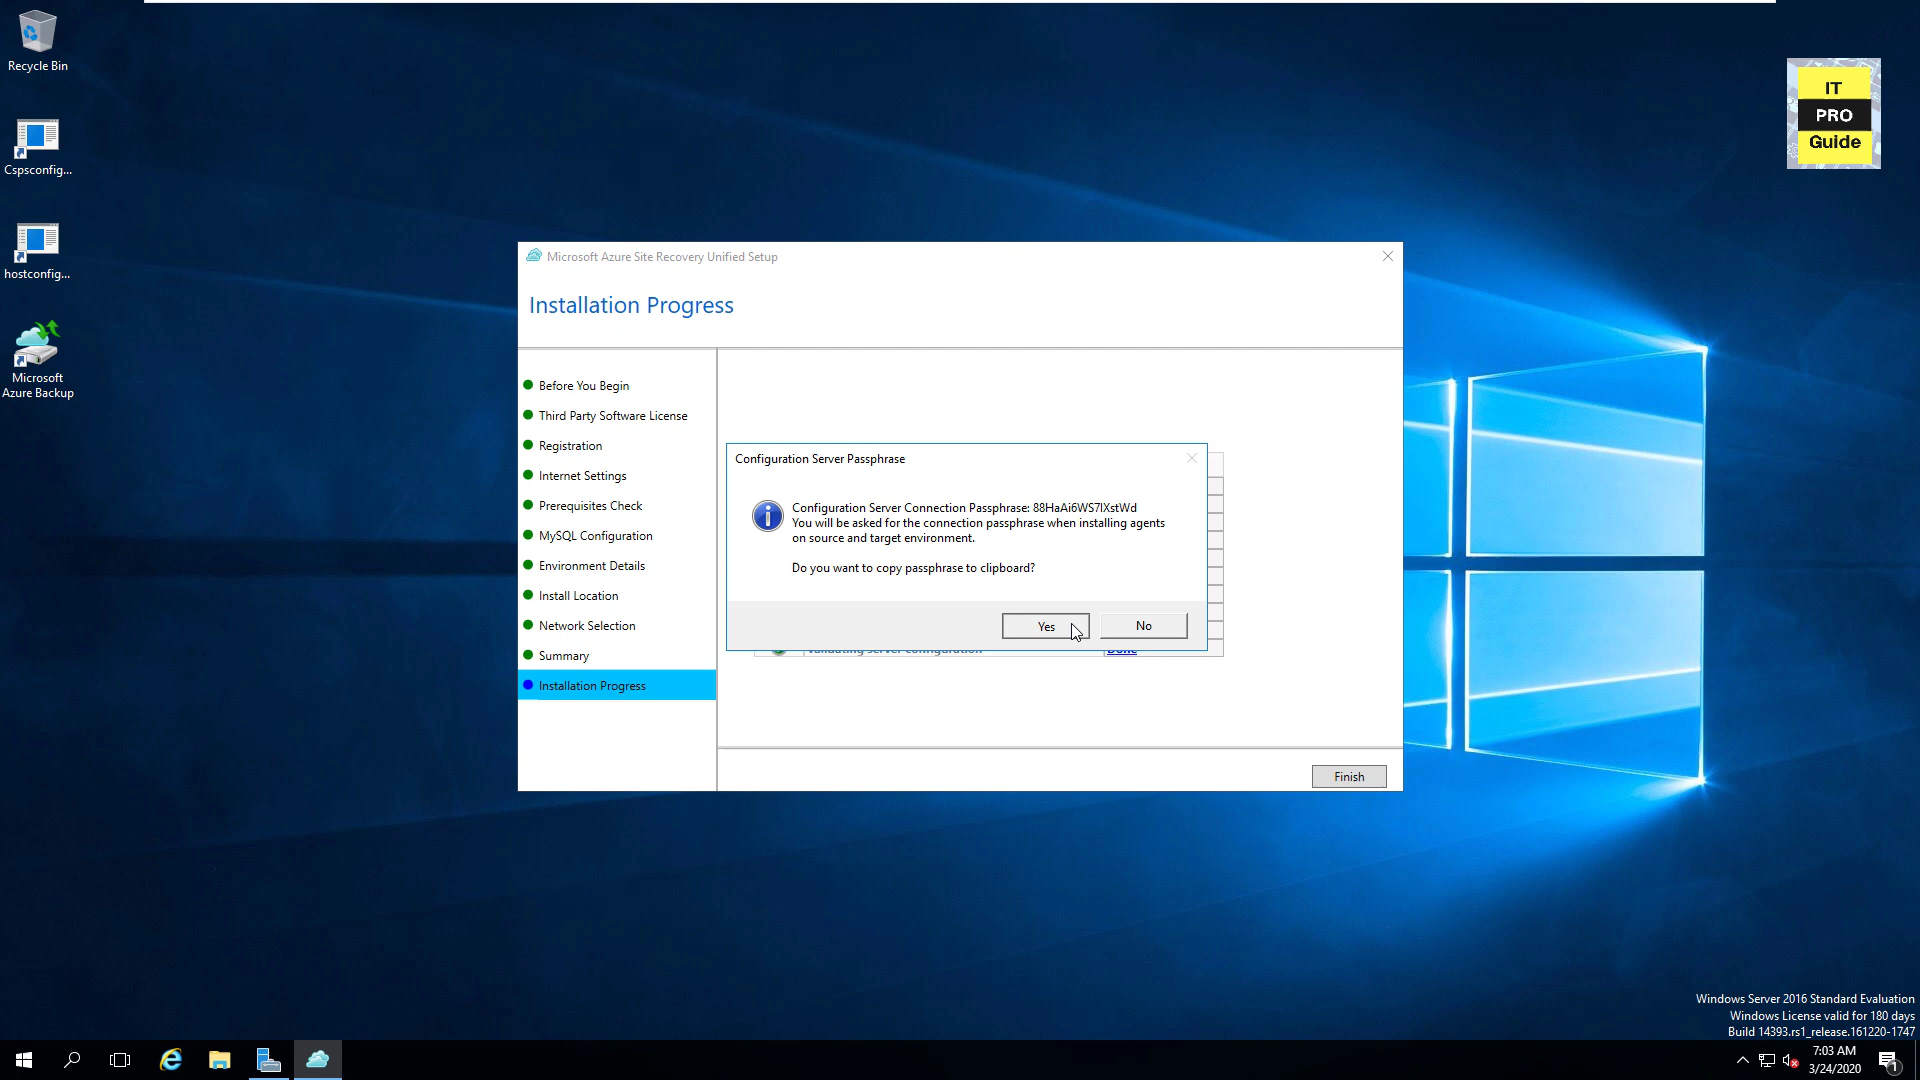 Recycle Bin
Cspsconfig...
hostconfig...
Microsoft
Azure Backup
IT
PRO
Guide
Microsoft Azure Site Recovery Unified Setup
Installation Progress
Before You Begin
Third Party Software License
Registration
Internet Settings
Prerequisites Check
MySQL Configuration
Environment Details
Install Location
Network Selection
Summary
Installation Progress
Configuration Server Passphrase
Configuration Server Connection Passphrase: 88HaAi6WS7lXstWd
You will be asked for the connection passphrase when installing agents
on source and target environment.
Do you want to copy passphrase to clipboard?
Yes
No
Validating server configuration
Done
Finish
Windows Server 2016 Standard Evaluation
Windows License valid for 180 days
Build 14393.rs1_release.161220-1747
7:03 AM
3/24/2020
1